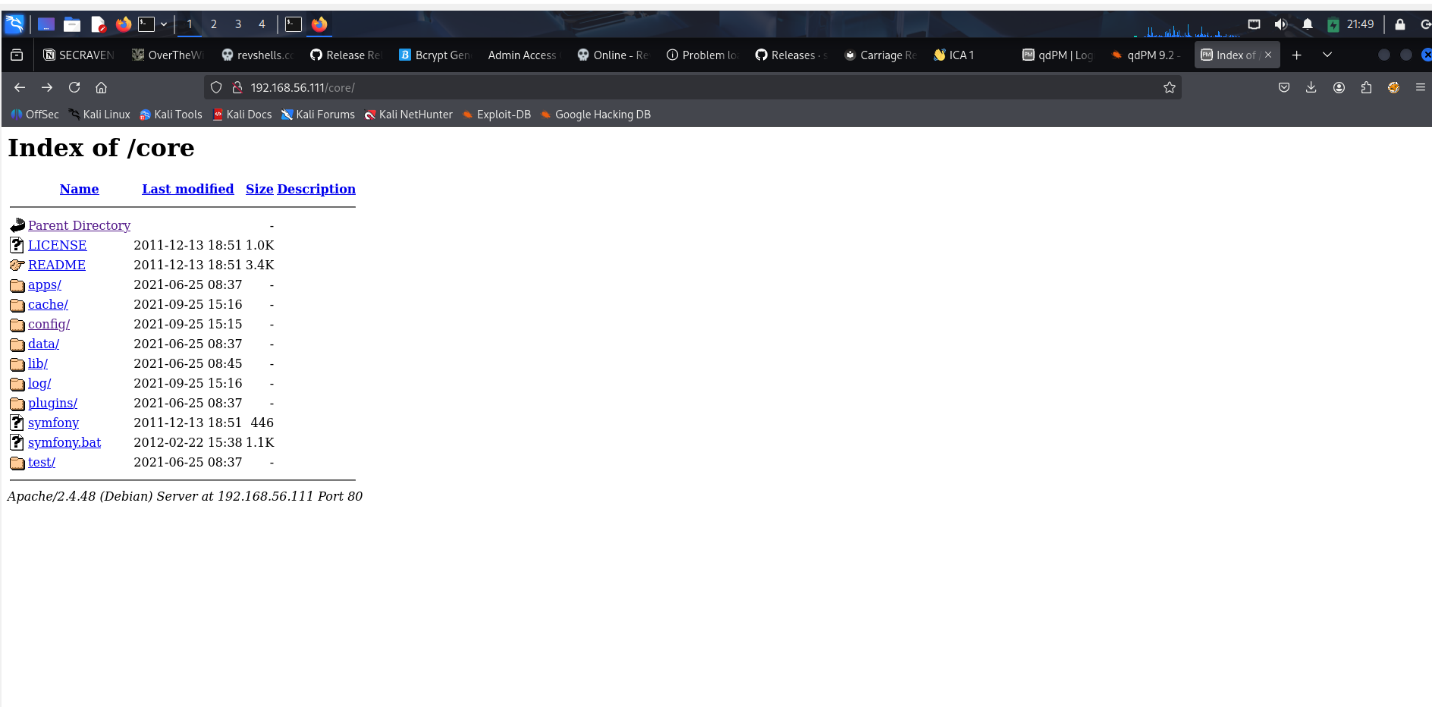 1 2 3 4 21:49
SECRAVEN OverTheWi revshells.co Release Re Bcrypt Gen Admin Access Online - Re Problem lo Releases · s Carriage Re ICA 1 qdPM | Log qdPM 9.2 - Index of /
192.168.56.111/core/
OffSec Kali Linux Kali Tools Kali Docs Kali Forums Kali NetHunter Exploit-DB Google Hacking DB
Index of /core
Name Last modified Size Description
Parent Directory -
LICENSE 2011-12-13 18:51 1.0K
README 2011-12-13 18:51 3.4K
apps/ 2021-06-25 08:37 -
cache/ 2021-09-25 15:16 -
config/ 2021-09-25 15:15 -
data/ 2021-06-25 08:37 -
lib/ 2021-06-25 08:45 -
log/ 2021-09-25 15:16 -
plugins/ 2021-06-25 08:37 -
symfony 2011-12-13 18:51 446
symfony.bat 2012-02-22 15:38 1.1K
test/ 2021-06-25 08:37 -
Apache/2.4.48 (Debian) Server at 192.168.56.111 Port 80